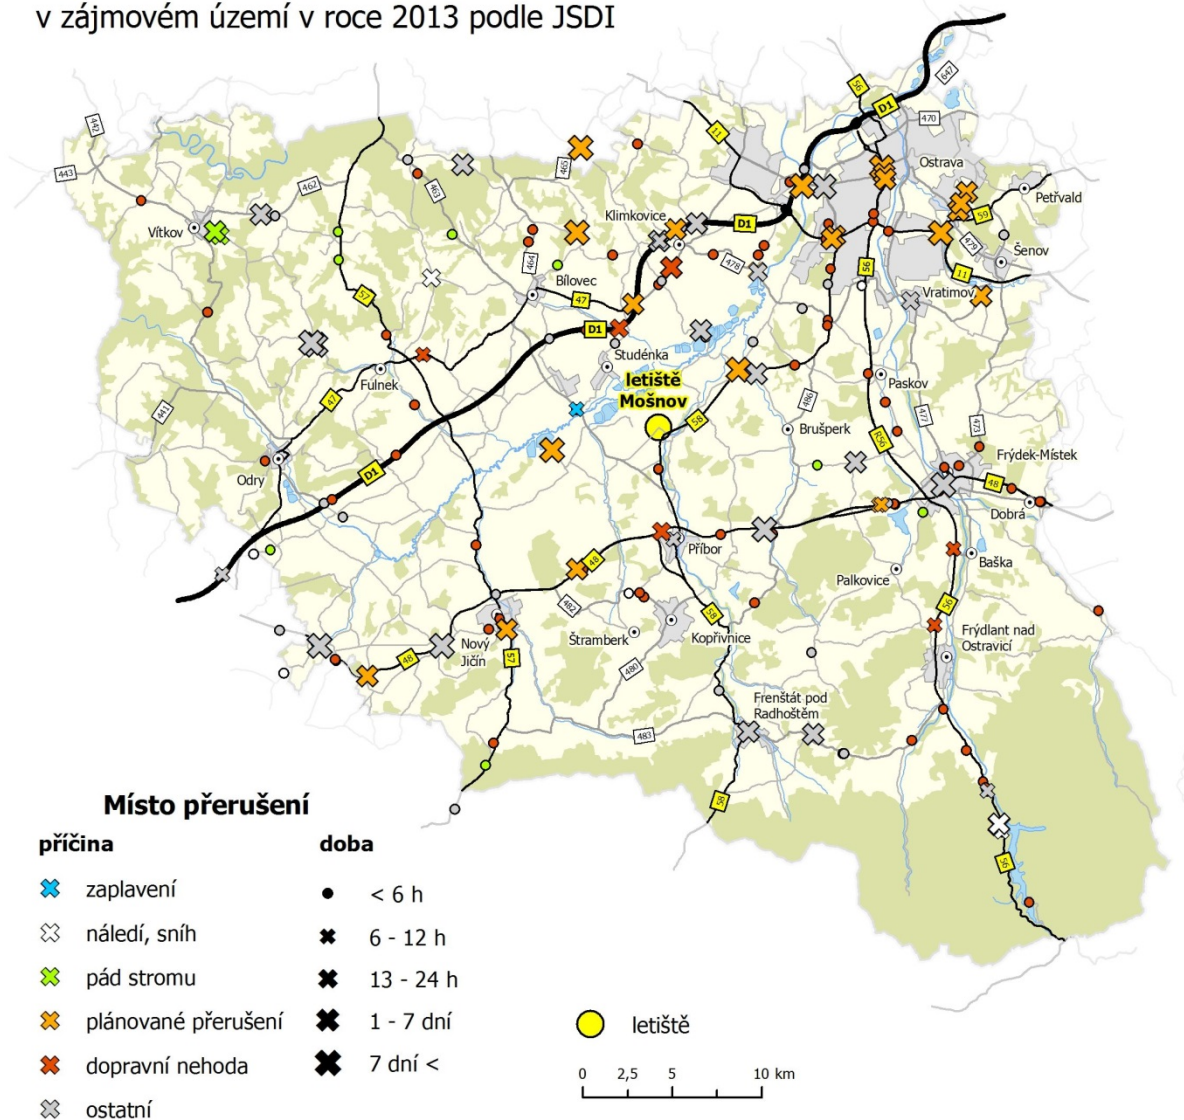 v zájmovém území v roce 2013 podle JSDI
56
D1
647
470
11
442
443
462
463
465
Ostrava
Petřvald
59
Vítkov
Klimkovice
D1
479
Šenov
464
478
56
11
57
Bílovec
47
Vratimov
D1
Studénka
Fulnek
letiště
Mošnov
Paskov
47
441
58
486
477
473
Brušperk
R56
Frýdek-Místek
Odry
D1
48
Dobrá
Příbor
48
Palkovice
Baška
482
58
56
Štramberk
Kopřivnice
Frýdlant nad
Ostravicí
Nový
Jičín
48
57
480
Frenštát pod
Radhoštěm
483
58
56
Místo přerušení
příčina
doba
zaplavení
< 6 h
náledí, sníh
6 - 12 h
pád stromu
13 - 24 h
plánované přerušení
1 - 7 dní
dopravní nehoda
7 dní <
ostatní
letiště
0 2,5 5 10 km